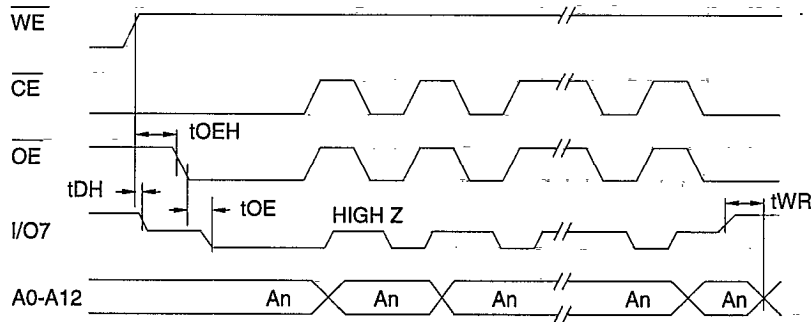 WE
CE
tOEH
OE
tDH
tOE
HIGH Z
tWR
I/O7
A0-A12 An An An An An